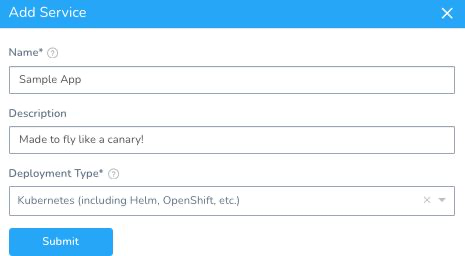 Add Service
Name*
Sample App
Description
Made to fly like a canary!
Deployment Type*
Kubernetes (including Helm, OpenShift, etc.)
Submit